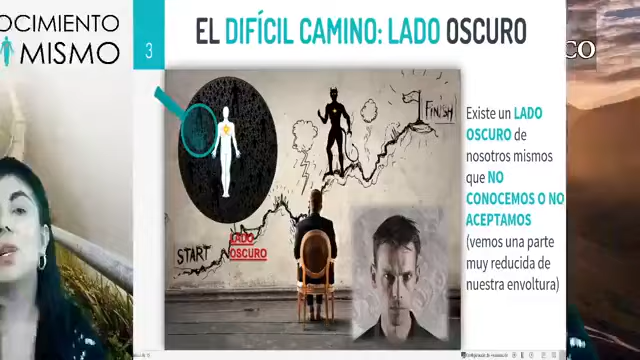 OCIMIENTO
MISMO
3
EL DIFÍCIL CAMINO: LADO OSCURO
CO
FINISH
START
LADO
OSCURO
Existe un LADO
OSCURO de
nosotros mismos
que NO
CONOCEMOS O NO
ACEPTAMOS
(vemos una parte
muy reducida de
nuestra envoltura)